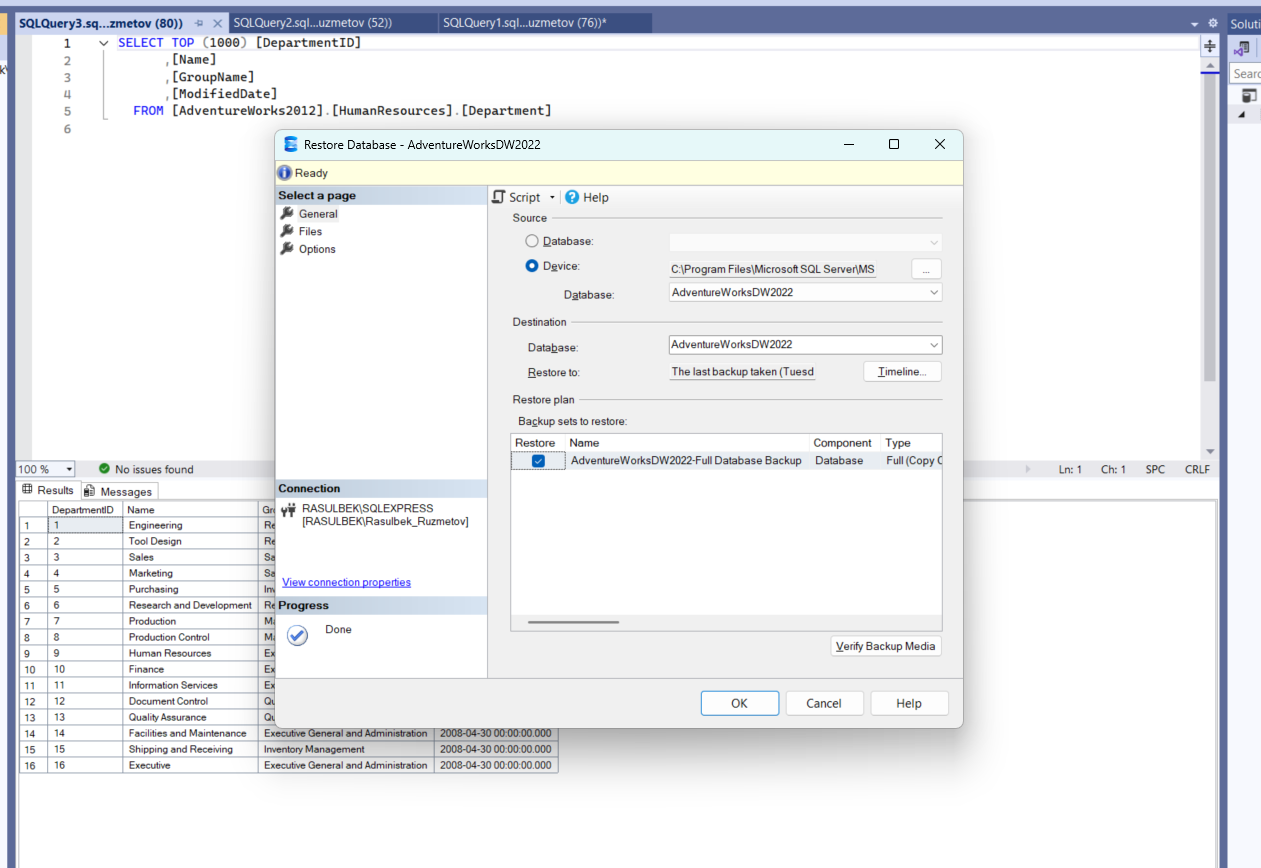 SQLQuery3.sq...zmetov (80))
SQLQuery2.sql...uzmetov (52))
SQLQuery1.sql...uzmetov (76))*
Soluti
Sear
1 SELECT TOP (1000) [DepartmentID]
2 ,[Name]
3 ,[GroupName]
4 ,[ModifiedDate]
5 FROM [AdventureWorks2012].[HumanResources].[Department]
6
Restore Database - AdventureWorksDW2022
Ready
Select a page
General
Files
Options
Script
Help
Source
Database:
Device:
C:\Program Files\Microsoft SQL Server\MS
...
Database:
AdventureWorksDW2022
Destination
Database:
AdventureWorksDW2022
Restore to:
The last backup taken (Tuesd
Timeline...
Restore plan
Backup sets to restore:
Restore Name Component Type
AdventureWorksDW2022-Full Database Backup Database Full (Copy
Verify Backup Media
Connection
RASULBEK\SQLEXPRESS
[RASULBEK\Rasulbek_Ruzmetov]
View connection properties
Progress
Done
OK
Cancel
Help
100 %
No issues found
Ln: 1 Ch: 1 SPC CRLF
Results
Messages
DepartmentID Name Gr
1 1 Engineering Re
2 2 Tool Design Re
3 3 Sales Sa
4 4 Marketing Sa
5 5 Purchasing Inv
6 6 Research and Development Re
7 7 Production Ma
8 8 Production Control Ma
9 9 Human Resources Ex
10 10 Finance Ex
11 11 Information Services Ex
12 12 Document Control Qu
13 13 Quality Assurance Qu
14 14 Facilities and Maintenance Executive General and Administration 2008-04-30 00:00:00.000
15 15 Shipping and Receiving Inventory Management 2008-04-30 00:00:00.000
16 16 Executive Executive General and Administration 2008-04-30 00:00:00.000